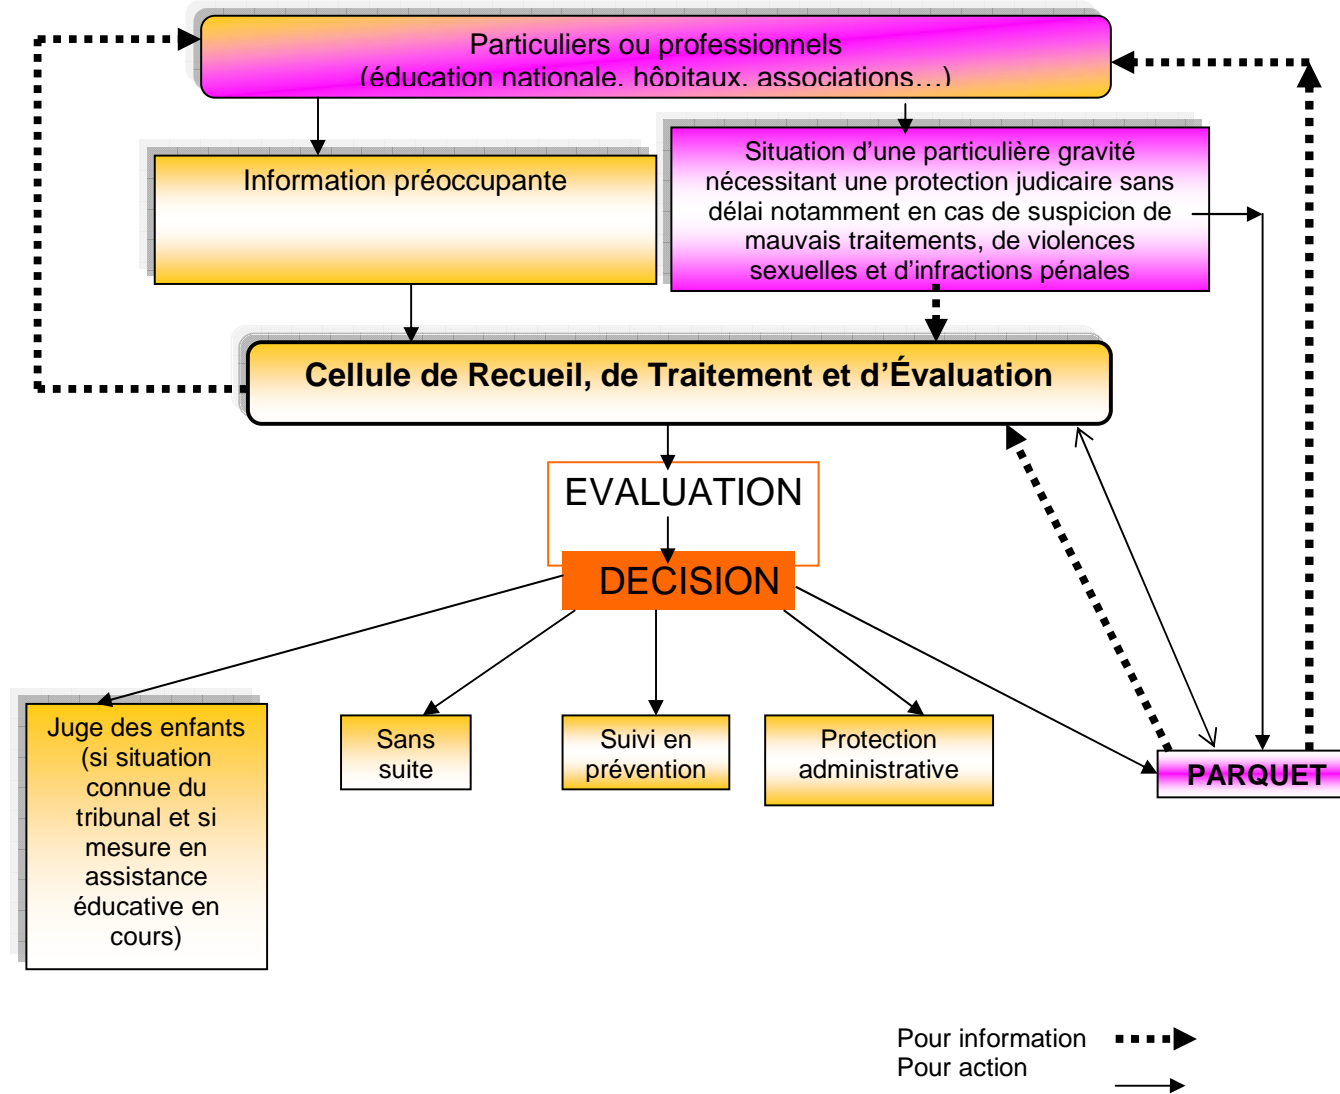 Particuliers ou professionnels
(éducation nationale, hôpitaux, associations…)
Information préoccupante
Situation d’une particulière gravité
nécessitant une protection judicaire sans
délai notamment en cas de suspicion de
mauvais traitements, de violences
sexuelles et d’infractions pénales
Cellule de Recueil, de Traitement et d’Évaluation
EVALUATION
DECISION
Juge des enfants
(si situation
connue du
tribunal et si
mesure en
assistance
éducative en
cours)
Sans
suite
Suivi en
prévention
Protection
administrative
PARQUET
Pour information
Pour action